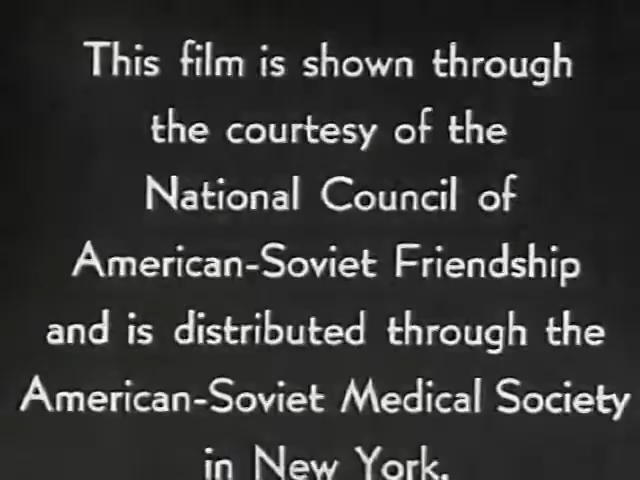 This film is shown through
the courtesy of the
National Council of
American-Soviet Friendship
and is distributed through the
American-Soviet Medical Society
in New York.